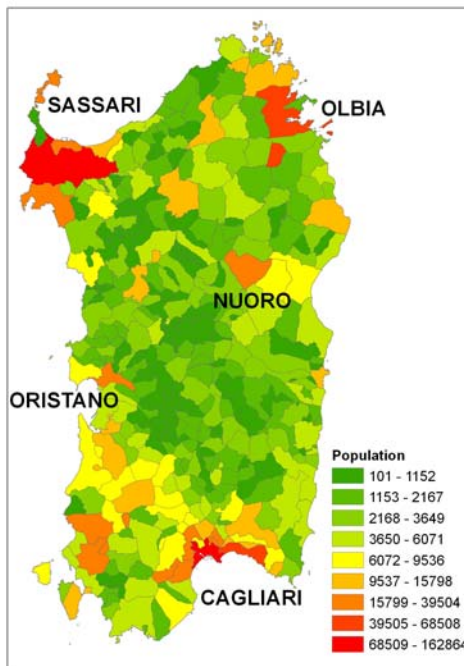 SASSARI
OLBIA
NUORO
ORISTANO
CAGLIARI
Population
101 - 1152
1153 - 2167
2168 - 3649
3650 - 6071
6072 - 9536
9537 - 15798
15799 - 39504
39505 - 68508
68509 - 162864